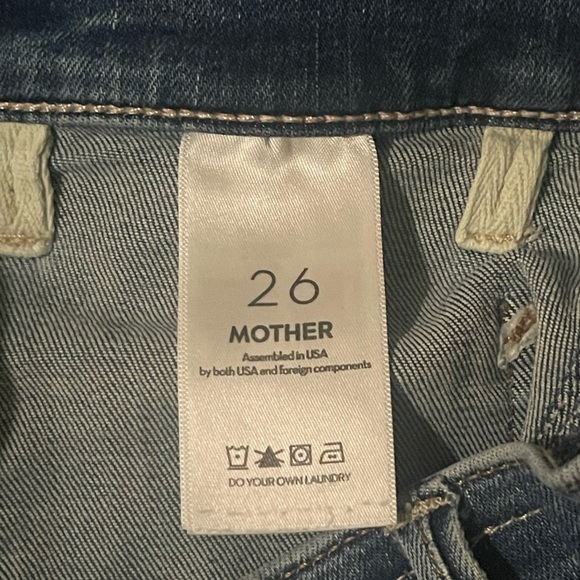 26
MOTHER
Assembled in USA
by both USA and foreign components
DO YOUR OWN LAUNDRY